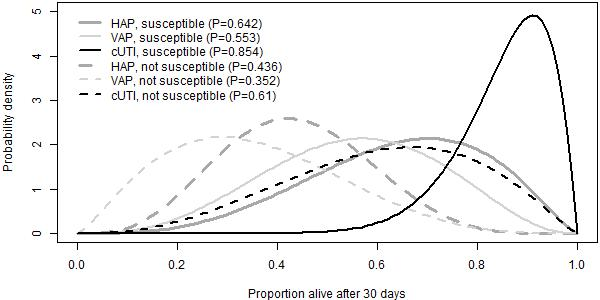 HAP, susceptible (P=0.642)
VAP, susceptible (P=0.553)
cUTI, susceptible (P=0.854)
HAP, not susceptible (P=0.436)
VAP, not susceptible (P=0.352)
cUTI, not susceptible (P=0.61)
Probability density
5
4
3
2
1
0
0.0 0.2 0.4 0.6 0.8 1.0
Proportion alive after 30 days